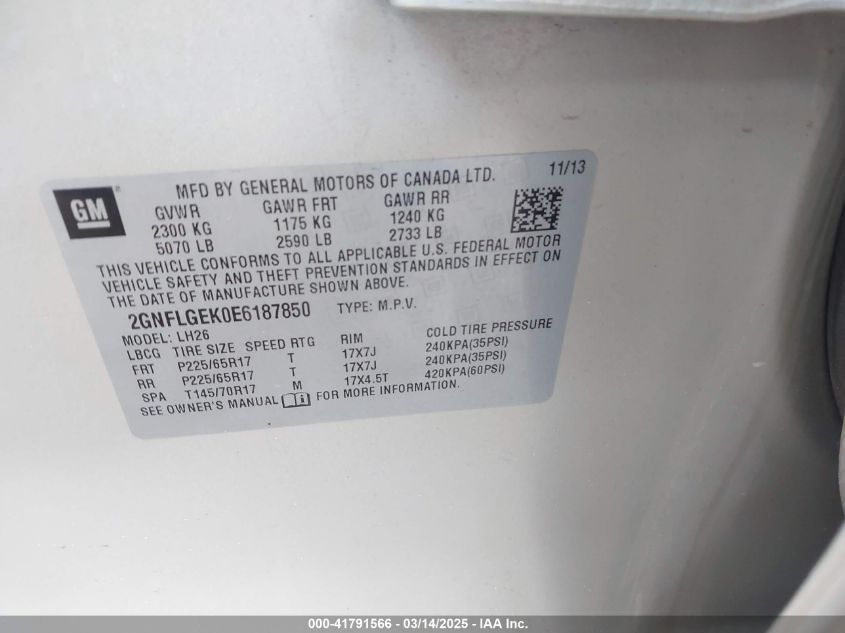 GM
MFD BY GENERAL MOTORS OF CANADA LTD. 11/13
GVWR GAWR FRT GAWR RR
2300 KG 1175 KG 1240 KG
5070 LB 2590 LB 2733 LB
THIS VEHICLE CONFORMS TO ALL APPLICABLE U.S. FEDERAL MOTOR
VEHICLE SAFETY AND THEFT PREVENTION STANDARDS IN EFFECT ON
THE DATE OF MANUFACTURE SHOWN ABOVE.
2GNFLGEK0E6187850 TYPE: M.P.V.
MODEL: LH26
LBCG TIRE SIZE SPEED RTG RIM COLD TIRE PRESSURE
FRT P225/65R17 T 17X7J 240KPA(35PSI)
RR P225/65R17 T 17X7J 240KPA(35PSI)
SPA T145/70R17 M 17X4.5T 420KPA(60PSI)
SEE OWNER'S MANUAL FOR MORE INFORMATION.
000-41791566 - 03/14/2025 - IAA Inc.